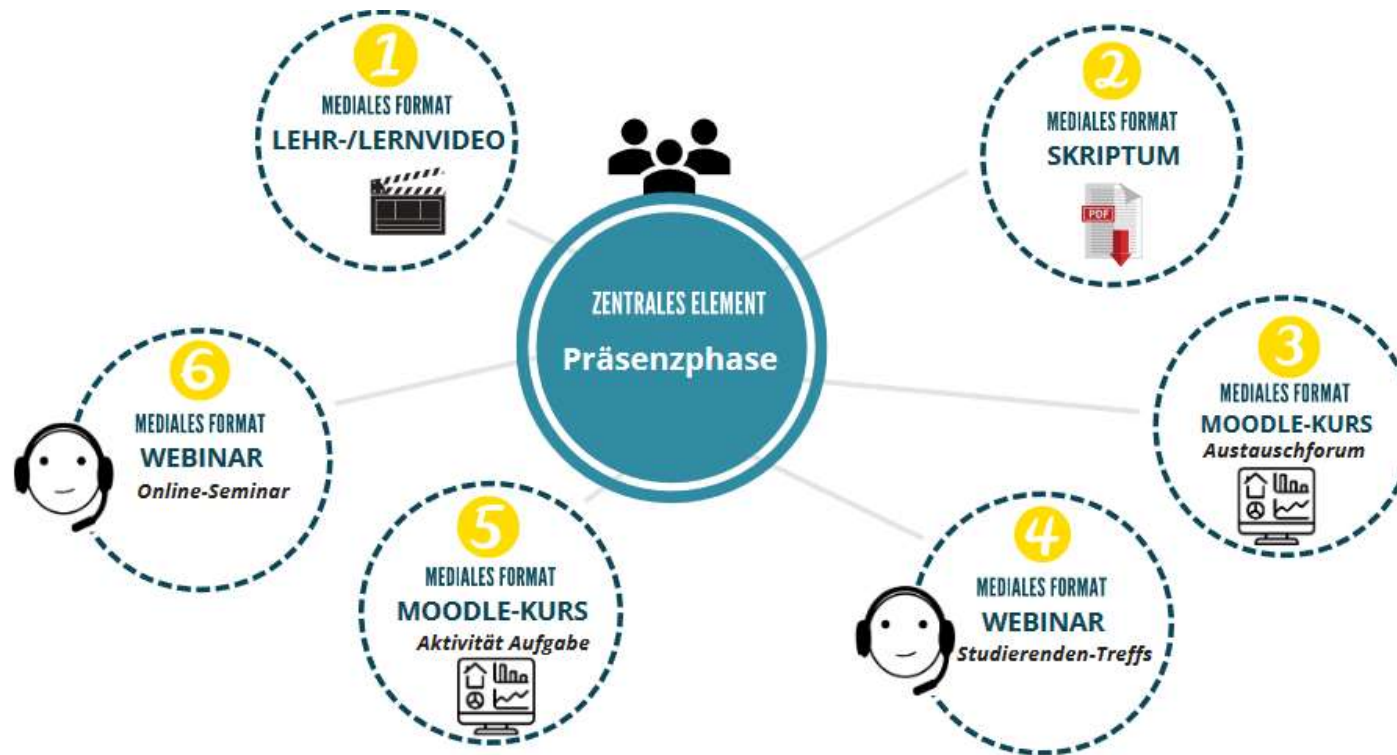 1
MEDIALES FORMAT
LEHR-/LERNVIDEO
2
MEDIALES FORMAT
SKRIPTUM
PDF
ZENTRALES ELEMENT
Präsenzphase
3
MEDIALES FORMAT
MOODLE-KURS
Austauschforum
4
MEDIALES FORMAT
WEBINAR
Studierenden-Treffs
5
MEDIALES FORMAT
MOODLE-KURS
Aktivität Aufgabe
6
MEDIALES FORMAT
WEBINAR
Online-Seminar